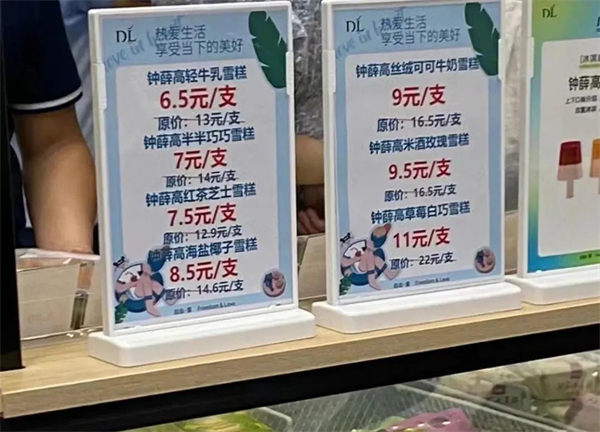 DL
热爱生活
享受当下的美好
钟薛高轻牛乳雪糕
6.5元/支
原价：13元/支
钟薛高半半巧巧雪糕
7元/支
原价：14元/支
钟薛高红茶芝士雪糕
7.5元/支
原价：12.9元/支
钟薛高海盐椰子雪糕
8.5元/支
原价：14.6元/支
Freedom & Love
DL
热爱生活
享受当下的美好
钟薛高丝绒可可牛奶雪糕
9元/支
原价：16.5元/支
钟薛高米酒玫瑰雪糕
9.5元/支
原价：16.5元/支
钟薛高草莓白巧雪糕
11元/支
原价：22元/支
Freedom & Love
DL
钟薛高